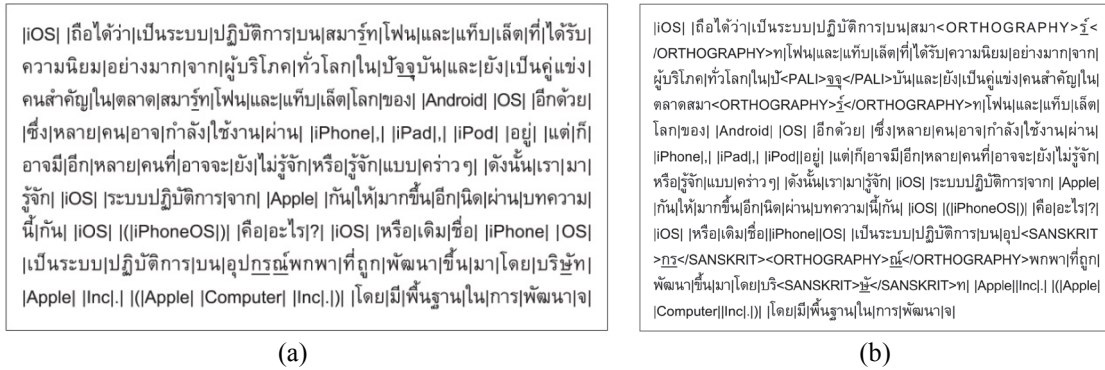 |iOS| |ถือได้ว่า|เป็นระบบ|ปฏิบัติการ|บน|สมาร์ท|โฟน|และ|แท็บ|เล็ต|ที่|ได้รับ|
ความนิยม|อย่างมาก|จาก|ผู้บริโภค|ทั่วโลก|ใน|ปัจจุบัน|และ|ยัง|เป็นคู่แข่ง|
คนสำคัญ|ใน|ตลาด|สมาร์ท|โฟน|และ|แท็บ|เล็ต|โลก|ของ| |Android| |OS| |อีกด้วย|
|ซึ่ง|หลาย|คน|อาจ|กำลัง|ใช้งาน|ผ่าน| |iPhone|,| |iPad|,| |iPod| |อยู่| |แต่|ก็|
อาจมี|อีก|หลาย|คนที่|อาจจะ|ยัง|ไม่รู้จัก|หรือ|รู้จัก|แบบ|คร่าวๆ| |ดังนั้น|เรา|มา|
รู้จัก| |iOS| |ระบบปฏิบัติการ|จาก| |Apple| |กัน|ให้|มากขึ้น|อีก|นิด|ผ่าน|บทความ|
นี้|กัน| |iOS| |(|iPhoneOS|)| |คือ|อะไร|?| |iOS| |หรือ|เดิม|ชื่อ| |iPhone| |OS|
|เป็นระบบ|ปฏิบัติการ|บน|อุปกรณ์พกพา|ที่ถูก|พัฒนา|ขึ้น|มา|โดย|บริษัท|
|Apple| |Inc|.| |(|Apple| |Computer| |Inc|.|)| |โดย|มี|พื้นฐาน|ใน|การ|พัฒนา|จ|
(a)
|iOS| |ถือได้ว่า|เป็นระบบ|ปฏิบัติการ|บน|สมา<ORTHOGRAPHY>ร์<
/ORTHOGRAPHY>ท|โฟน|และ|แท็บ|เล็ต|ที่|ได้รับ|ความนิยม|อย่างมาก|จาก|
ผู้บริโภค|ทั่วโลก|ใน|ปั<PALI>จจุ</PALI>บัน|และ|ยัง|เป็นคู่แข่ง|คนสำคัญ|ใน|
ตลาดสมา<ORTHOGRAPHY>ร์</ORTHOGRAPHY>ท|โฟน|และ|แท็บ|เล็ต|
โลก|ของ| |Android| |OS| |อีกด้วย| |ซึ่ง|หลาย|คน|อาจ|กำลัง|ใช้งาน|ผ่าน|
|iPhone|,| |iPad|,| |iPod||อยู่| |แต่|ก็|อาจมี|อีก|หลาย|คนที่|อาจจะ|ยัง|ไม่รู้จัก|
หรือ|รู้จัก|แบบ|คร่าวๆ| |ดังนั้น|เรา|มา|รู้จัก| |iOS| |ระบบปฏิบัติการ|จาก| |Apple|
|กัน|ให้|มากขึ้น|อีก|นิด|ผ่าน|บทความ|นี้|กัน| |iOS| |(|iPhoneOS|)| |คือ|อะไร|?|
|iOS| |หรือ|เดิม|ชื่อ||iPhone||OS| |เป็นระบบ|ปฏิบัติการ|บน|อุป<SANSKRIT
>กร</SANSKRIT><ORTHOGRAPHY>ณ์</ORTHOGRAPHY>พกพา|ที่ถูก|
พัฒนา|ขึ้น|มา|โดย|บริ<SANSKRIT>ษั</SANSKRIT>ท| |Apple||Inc|.| |(|Apple|
|Computer||Inc|.|)| |โดย|มี|พื้นฐาน|ใน|การ|พัฒนา|จ|
(b)